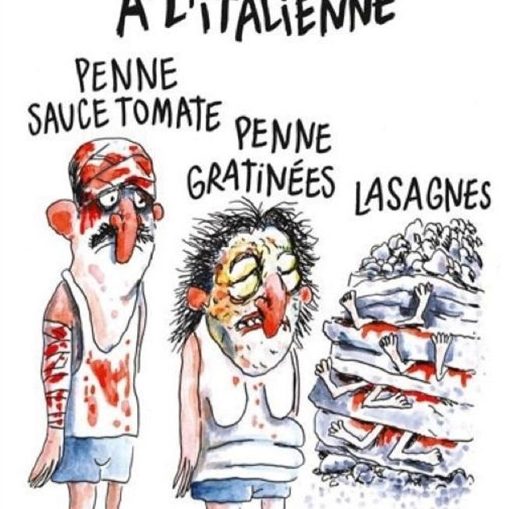 À L'iTALiENNE
PENNE
SAUCE TOMATE
PENNE
GRATiNÉES
LASAGNES